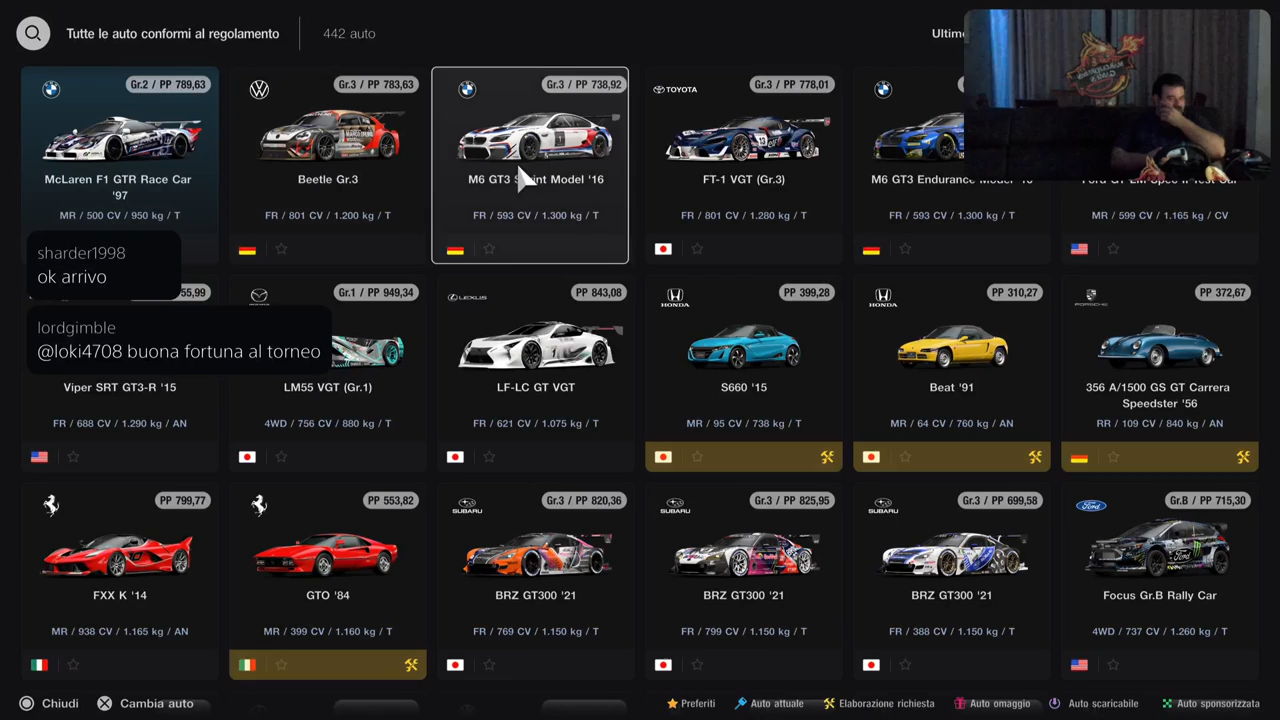 Tutte le auto conformi al regolamento
442 auto
Ultime
Gr.2 / PP 789,63
McLaren F1 GTR Race Car
'97
MR / 500 CV / 950 kg / T
Gr.3 / PP 783,63
Beetle Gr.3
FR / 801 CV / 1.200 kg / T
Gr.3 / PP 738,92
M6 GT3 Sprint Model '16
FR / 593 CV / 1.300 kg / T
TOYOTA
Gr.3 / PP 778,01
FT-1 VGT (Gr.3)
FR / 801 CV / 1.280 kg / T
M6 GT3 Endurance Model '16
FR / 593 CV / 1.300 kg / T
MR / 599 CV / 1.165 kg / CV
sharder1998
ok arrivo
lordgimble
@loki4708 buona fortuna al torneo
55,99
Viper SRT GT3-R '15
FR / 688 CV / 1.290 kg / AN
Gr.1 / PP 949,34
LM55 VGT (Gr.1)
4WD / 756 CV / 880 kg / T
LEXUS
PP 843,08
LF-LC GT VGT
FR / 621 CV / 1.075 kg / T
HONDA
PP 399,28
S660 '15
MR / 95 CV / 738 kg / T
HONDA
PP 310,27
Beat '91
MR / 64 CV / 760 kg / AN
PORSCHE
PP 372,67
356 A/1500 GS GT Carrera
Speedster '56
RR / 109 CV / 840 kg / AN
PP 799,77
FXX K '14
MR / 938 CV / 1.165 kg / AN
PP 553,82
GTO '84
MR / 399 CV / 1.160 kg / T
SUBARU
Gr.3 / PP 820,36
BRZ GT300 '21
FR / 769 CV / 1.150 kg / T
SUBARU
Gr.3 / PP 825,95
BRZ GT300 '21
FR / 799 CV / 1.150 kg / T
SUBARU
Gr.3 / PP 699,58
BRZ GT300 '21
FR / 388 CV / 1.150 kg / T
Ford
Gr.B / PP 715,30
Focus Gr.B Rally Car
4WD / 737 CV / 1.260 kg / T
Chiudi
Cambia auto
Preferiti
Auto attuale
Elaborazione richiesta
Auto omaggio
Auto scaricabile
Auto sponsorizzata